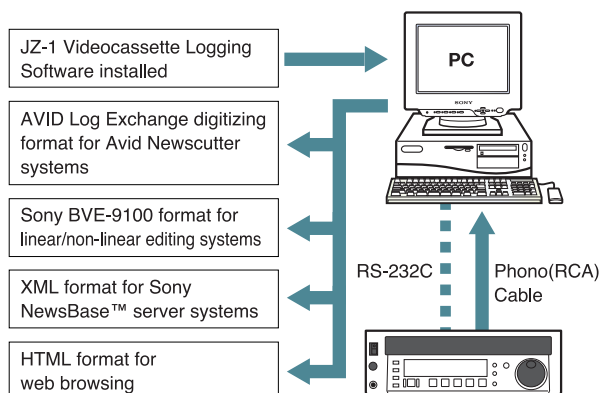 JZ-1 Videocassette Logging
Software installed
PC
SONY
AVID Log Exchange digitizing
format for Avid Newscutter
systems
Sony BVE-9100 format for
linear/non-linear editing systems
XML format for Sony
NewsBase™ server systems
HTML format for
web browsing
RS-232C
Phono(RCA)
Cable